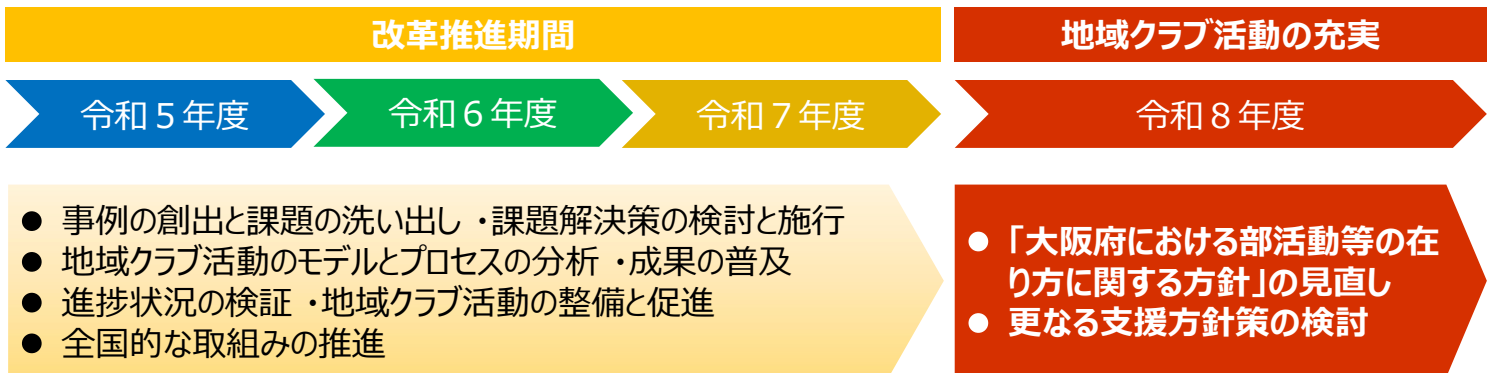 改革推進期間
地域クラブ活動の充実
令和５年度
令和６年度
令和７年度
令和８年度
● 事例の創出と課題の洗い出し ・課題解決策の検討と施行
● 地域クラブ活動のモデルとプロセスの分析 ・成果の普及
● 進捗状況の検証 ・地域クラブ活動の整備と促進
● 全国的な取組みの推進
● 「大阪府における部活動等の在
り方に関する方針」の見直し
● 更なる支援方針策の検討